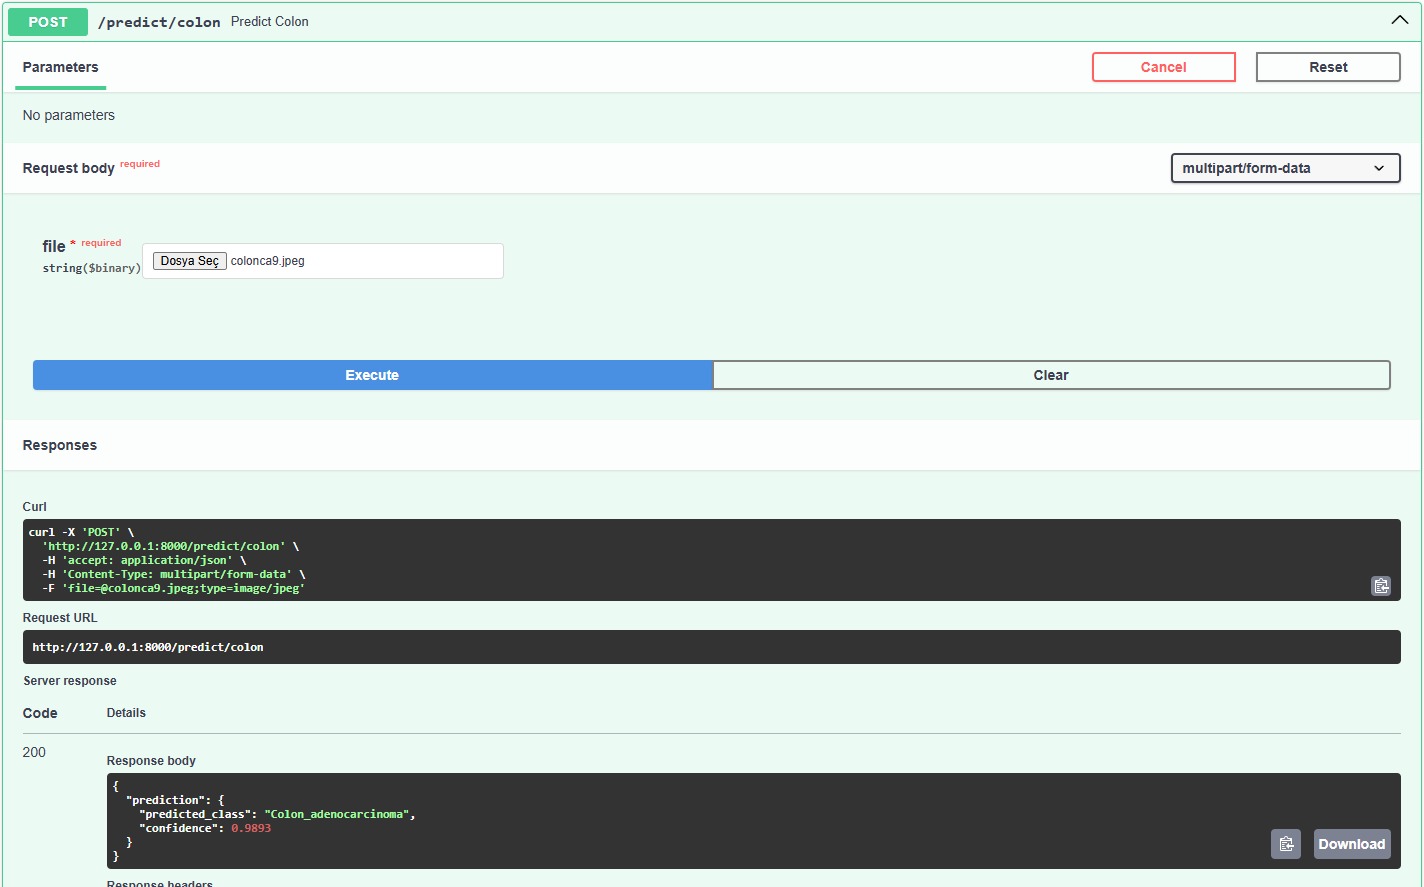 POST /predict/colon Predict Colon
Parameters
Cancel
Reset
No parameters
Request body required
multipart/form-data
file * required
string($binary)
Dosya Seç colonca9.jpeg
Execute
Clear
Responses
Curl
curl -X 'POST' \
  'http://127.0.0.1:8000/predict/colon' \
  -H 'accept: application/json' \
  -H 'Content-Type: multipart/form-data' \
  -F 'file=@colonca9.jpeg;type=image/jpeg'
Request URL
http://127.0.0.1:8000/predict/colon
Server response
Code Details
200
Response body
{
  "prediction": {
    "predicted_class": "Colon_adenocarcinoma",
    "confidence": 0.9893
  }
}
Download
Response headers